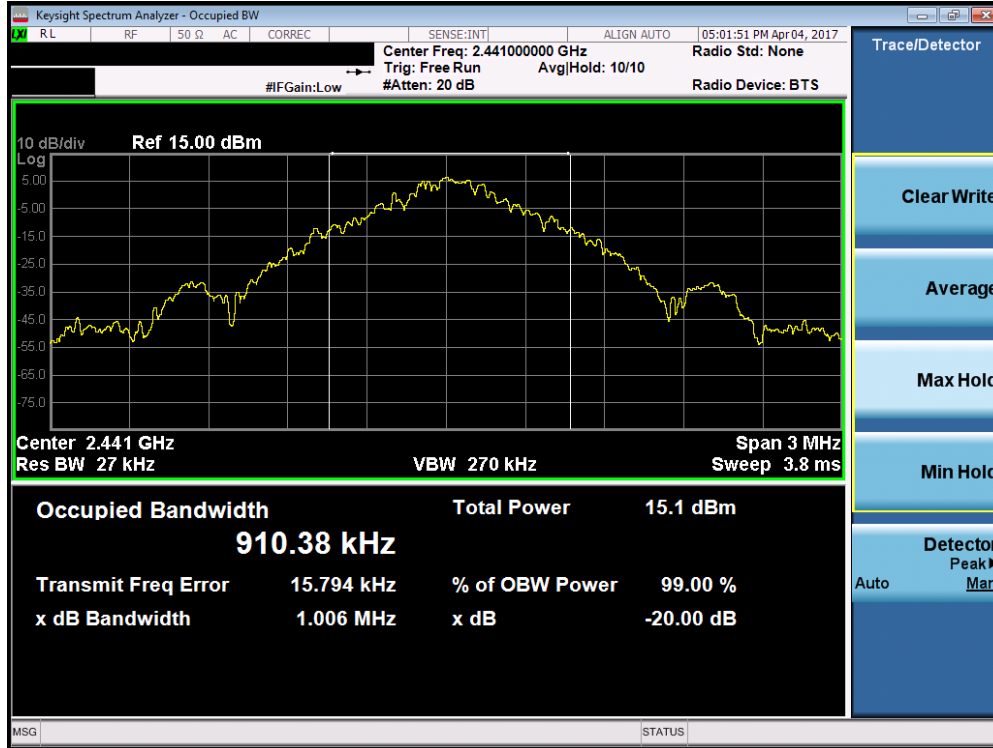 Keysight Spectrum Analyzer - Occupied BW
LXI RL RF 50 Ω AC CORREC SENSE:INT ALIGN AUTO 05:01:51 PM Apr 04, 2017
Center Freq: 2.441000000 GHz Radio Std: None
Trig: Free Run Avg|Hold: 10/10
#IFGain:Low #Atten: 20 dB Radio Device: BTS
Trace/Detector
10 dB/div Ref 15.00 dBm
Log
5.00
-5.00
-15.0
-25.0
-35.0
-45.0
-55.0
-65.0
-75.0
Center 2.441 GHz Span 3 MHz
Res BW 27 kHz VBW 270 kHz Sweep 3.8 ms
Occupied Bandwidth Total Power 15.1 dBm
910.38 kHz
Transmit Freq Error 15.794 kHz % of OBW Power 99.00 %
x dB Bandwidth 1.006 MHz x dB -20.00 dB
Clear Write
Average
Max Hold
Min Hold
Detector
Peak
Auto Man
MSG STATUS